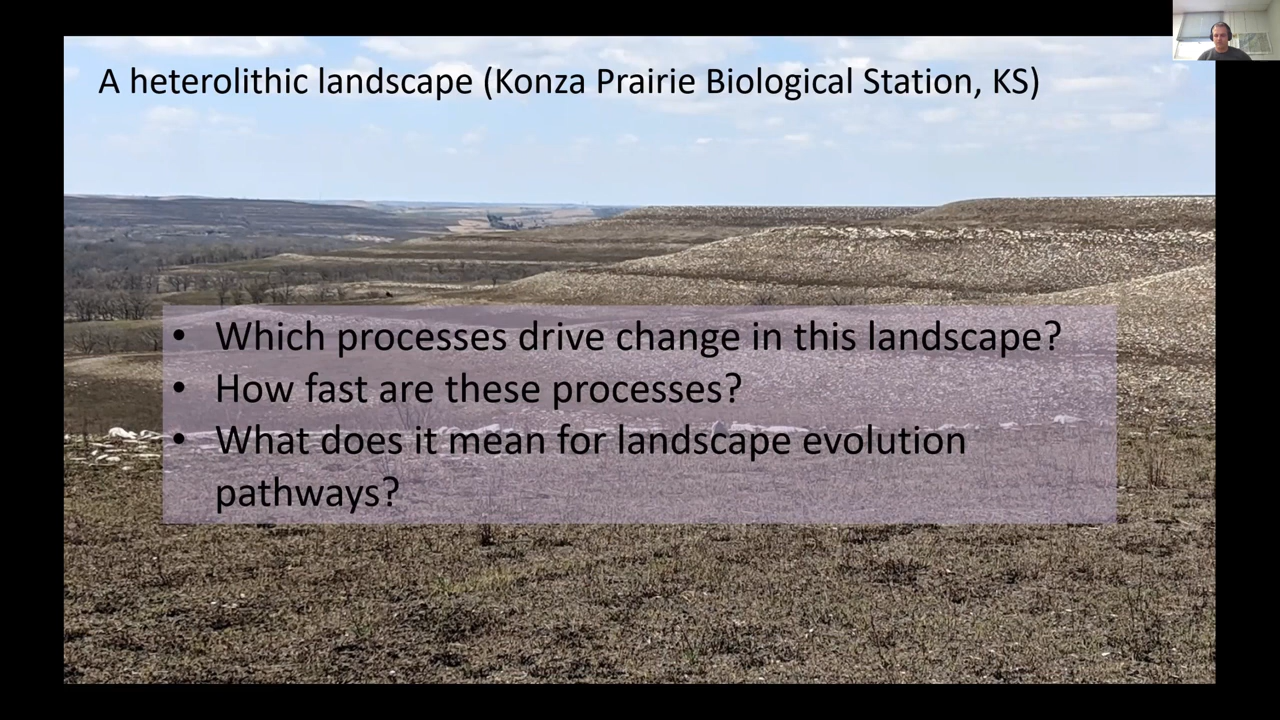 A heterolithic landscape (Konza Prairie Biological Station, KS)
• Which processes drive change in this landscape?
• How fast are these processes?
• What does it mean for landscape evolution
pathways?